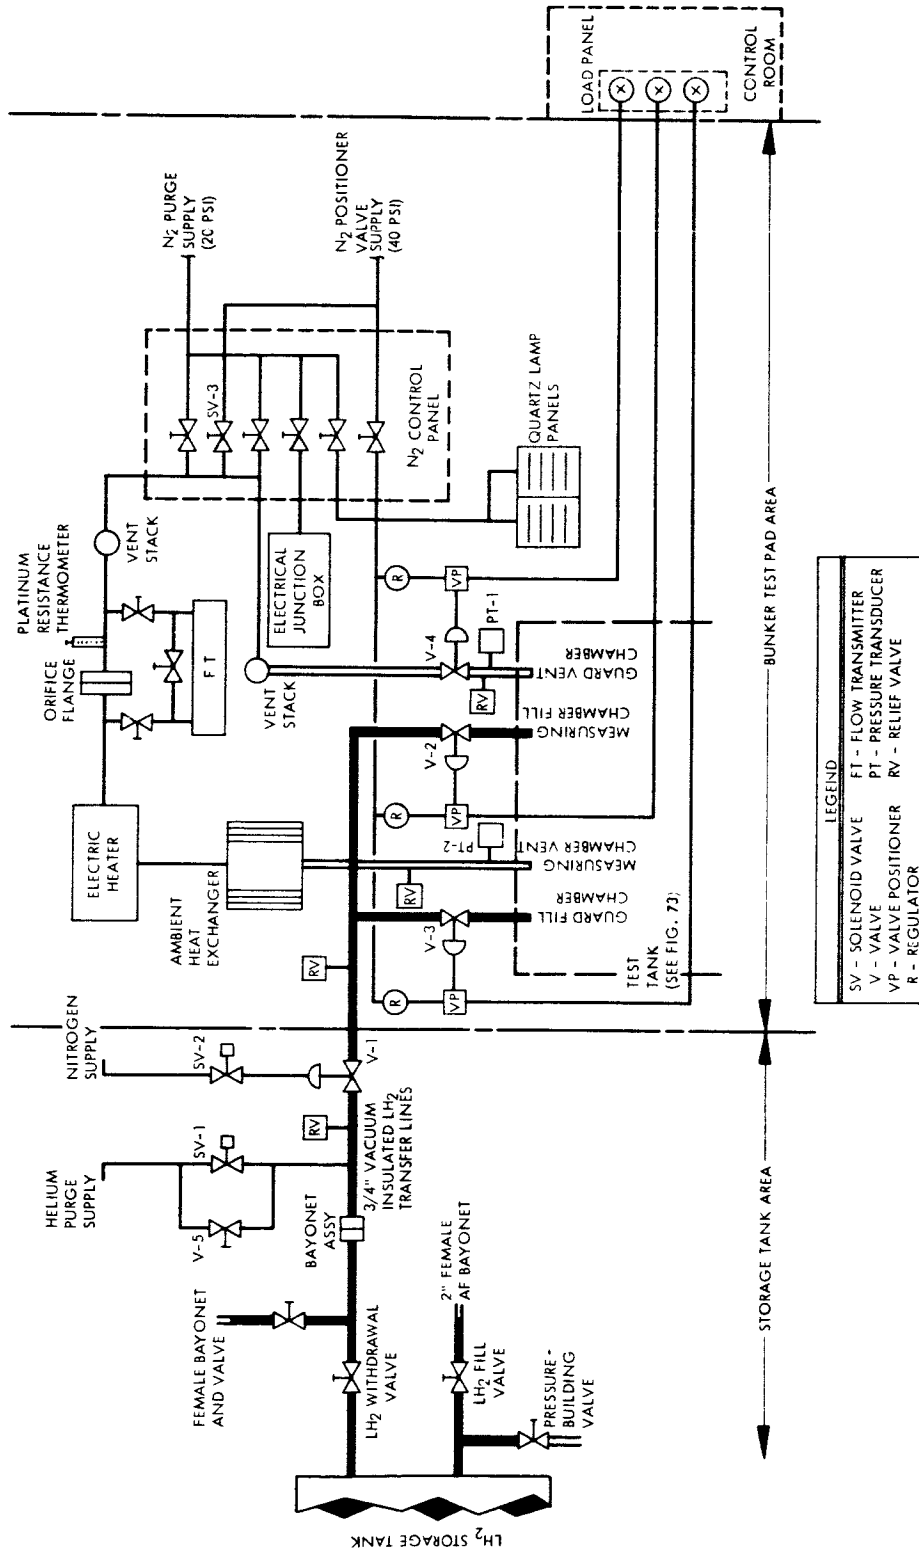 LH2 STORAGE TANK
FEMALE BAYONET
AND VALVE
LH2 WITHDRAWAL
VALVE
2" FEMALE
AF BAYONET
LH2 FILL
VALVE
PRESSURE-
BUILDING
VALVE
HELIUM
PURGE
SUPPLY
V-5
SV-1
BAYONET
ASSY
3/4" VACUUM
INSULATED LH2
TRANSFER LINES
RV
NITROGEN
SUPPLY
SV-2
V-1
STORAGE TANK AREA
RV
AMBIENT
HEAT
EXCHANGER
ELECTRIC
HEATER
ORIFICE
FLANGE
PLATINUM
RESISTANCE
THERMOMETER
FT
VENT
STACK
VENT
STACK
R
VP
V-3
GUARD FILL
CHAMBER
RV
PT-2
MEASURING
CHAMBER VENT
R
VP
V-2
MEASURING
CHAMBER FILL
RV
GUARD VENT
CHAMBER
V-4
PT-1
R
VP
TEST
TANK
(SEE FIG. 73)
ELECTRICAL
JUNCTION
BOX
SV-3
N2 CONTROL
PANEL
QUARTZ LAMP
PANELS
N2 PURGE
SUPPLY
(20 PSI)
N2 POSITIONER
VALVE
SUPPLY
(40 PSI)
BUNKER TEST PAD AREA
LOAD PANEL
X
X
X
CONTROL
ROOM
LEGEND
SV - SOLENOID VALVE FT - FLOW TRANSMITTER
V - VALVE PT - PRESSURE TRANSDUCER
VP - VALVE POSITIONER RV - RELIEF VALVE
R - REGULATOR